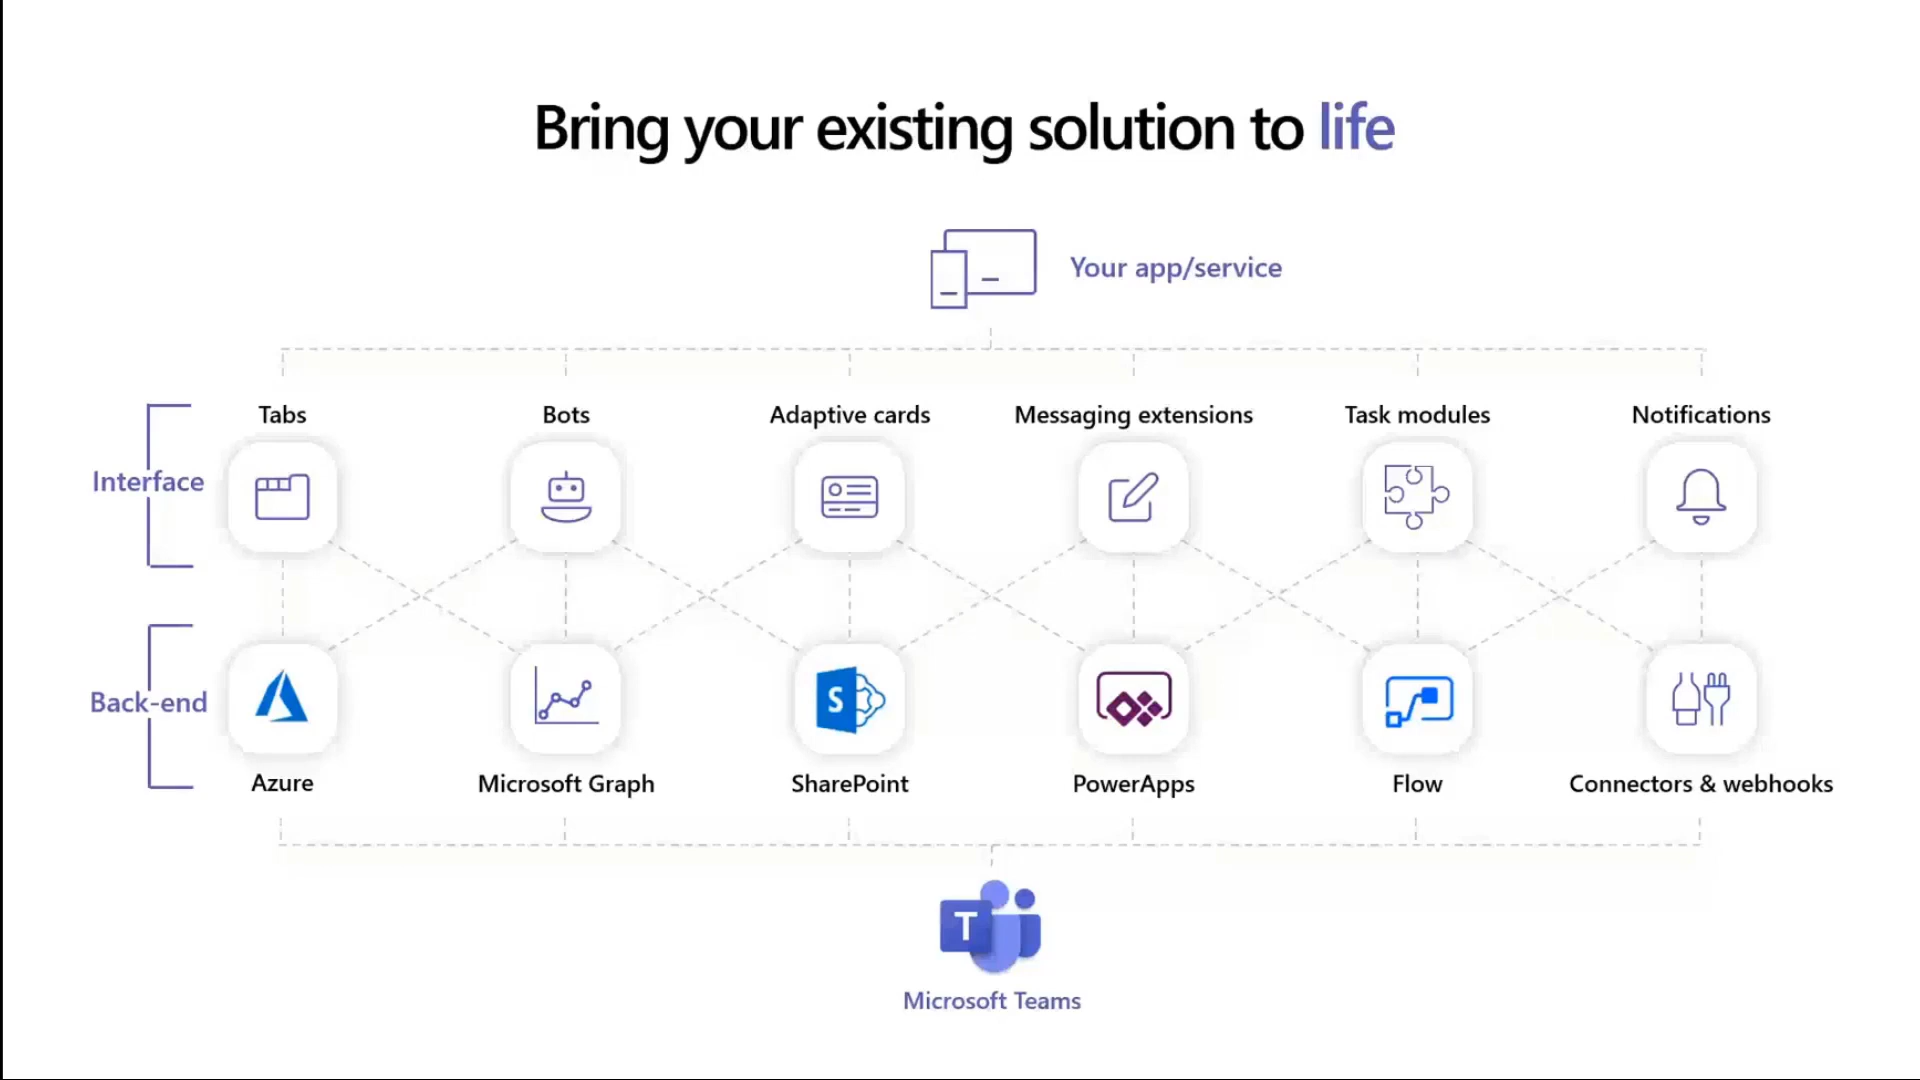 Bring your existing solution to life
Your app/service
Tabs
Bots
Adaptive cards
Messaging extensions
Task modules
Notifications
Interface
S
Back-end
Azure
Microsoft Graph
SharePoint
PowerApps
Flow
Connectors & webhooks
T
Microsoft Teams